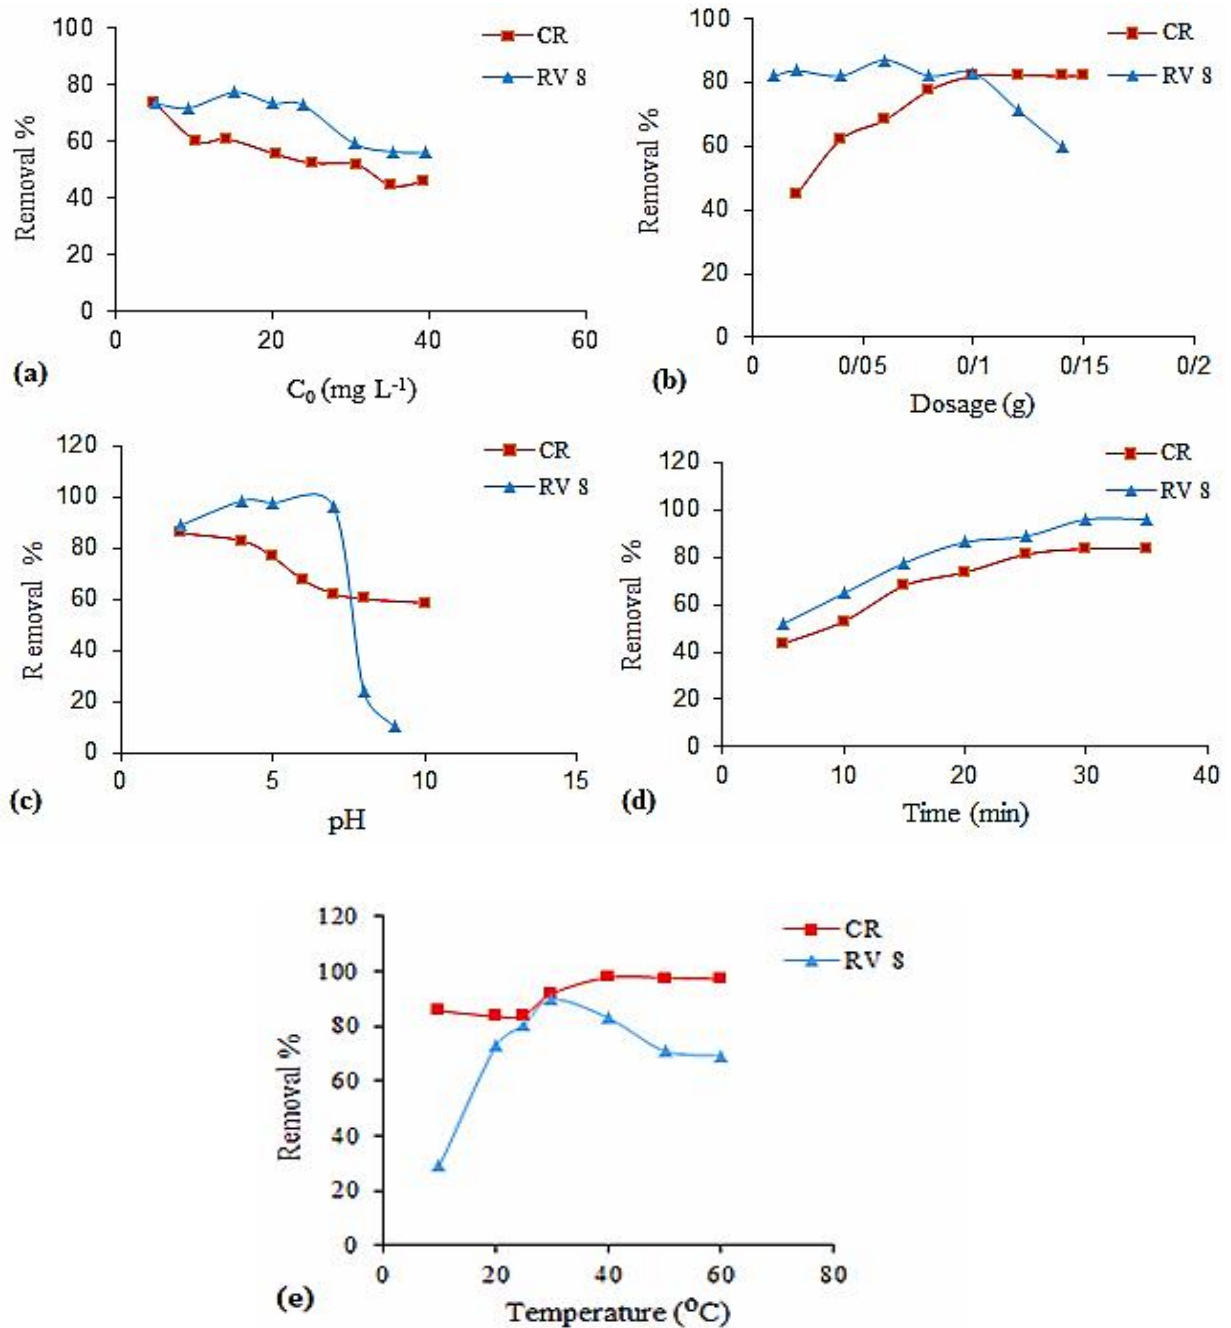 100
80
60
40
20
0
Removal %
CR
RV 8
0 20 40 60
(a)
C₀ (mg L⁻¹)
100
80
60
40
20
0
Removal %
CR
RV 8
0 0/05 0/1 0/15 0/2
(b)
Dosage (g)
120
100
80
60
40
20
0
R emoval %
CR
RV 8
0 5 10 15
(c)
pH
120
100
80
60
40
20
0
Removal %
CR
RV 8
0 10 20 30 40
(d)
Time (min)
120
100
80
60
40
20
0
Removal %
CR
RV 8
0 20 40 60 80
(e)
Temperature (⁰C)